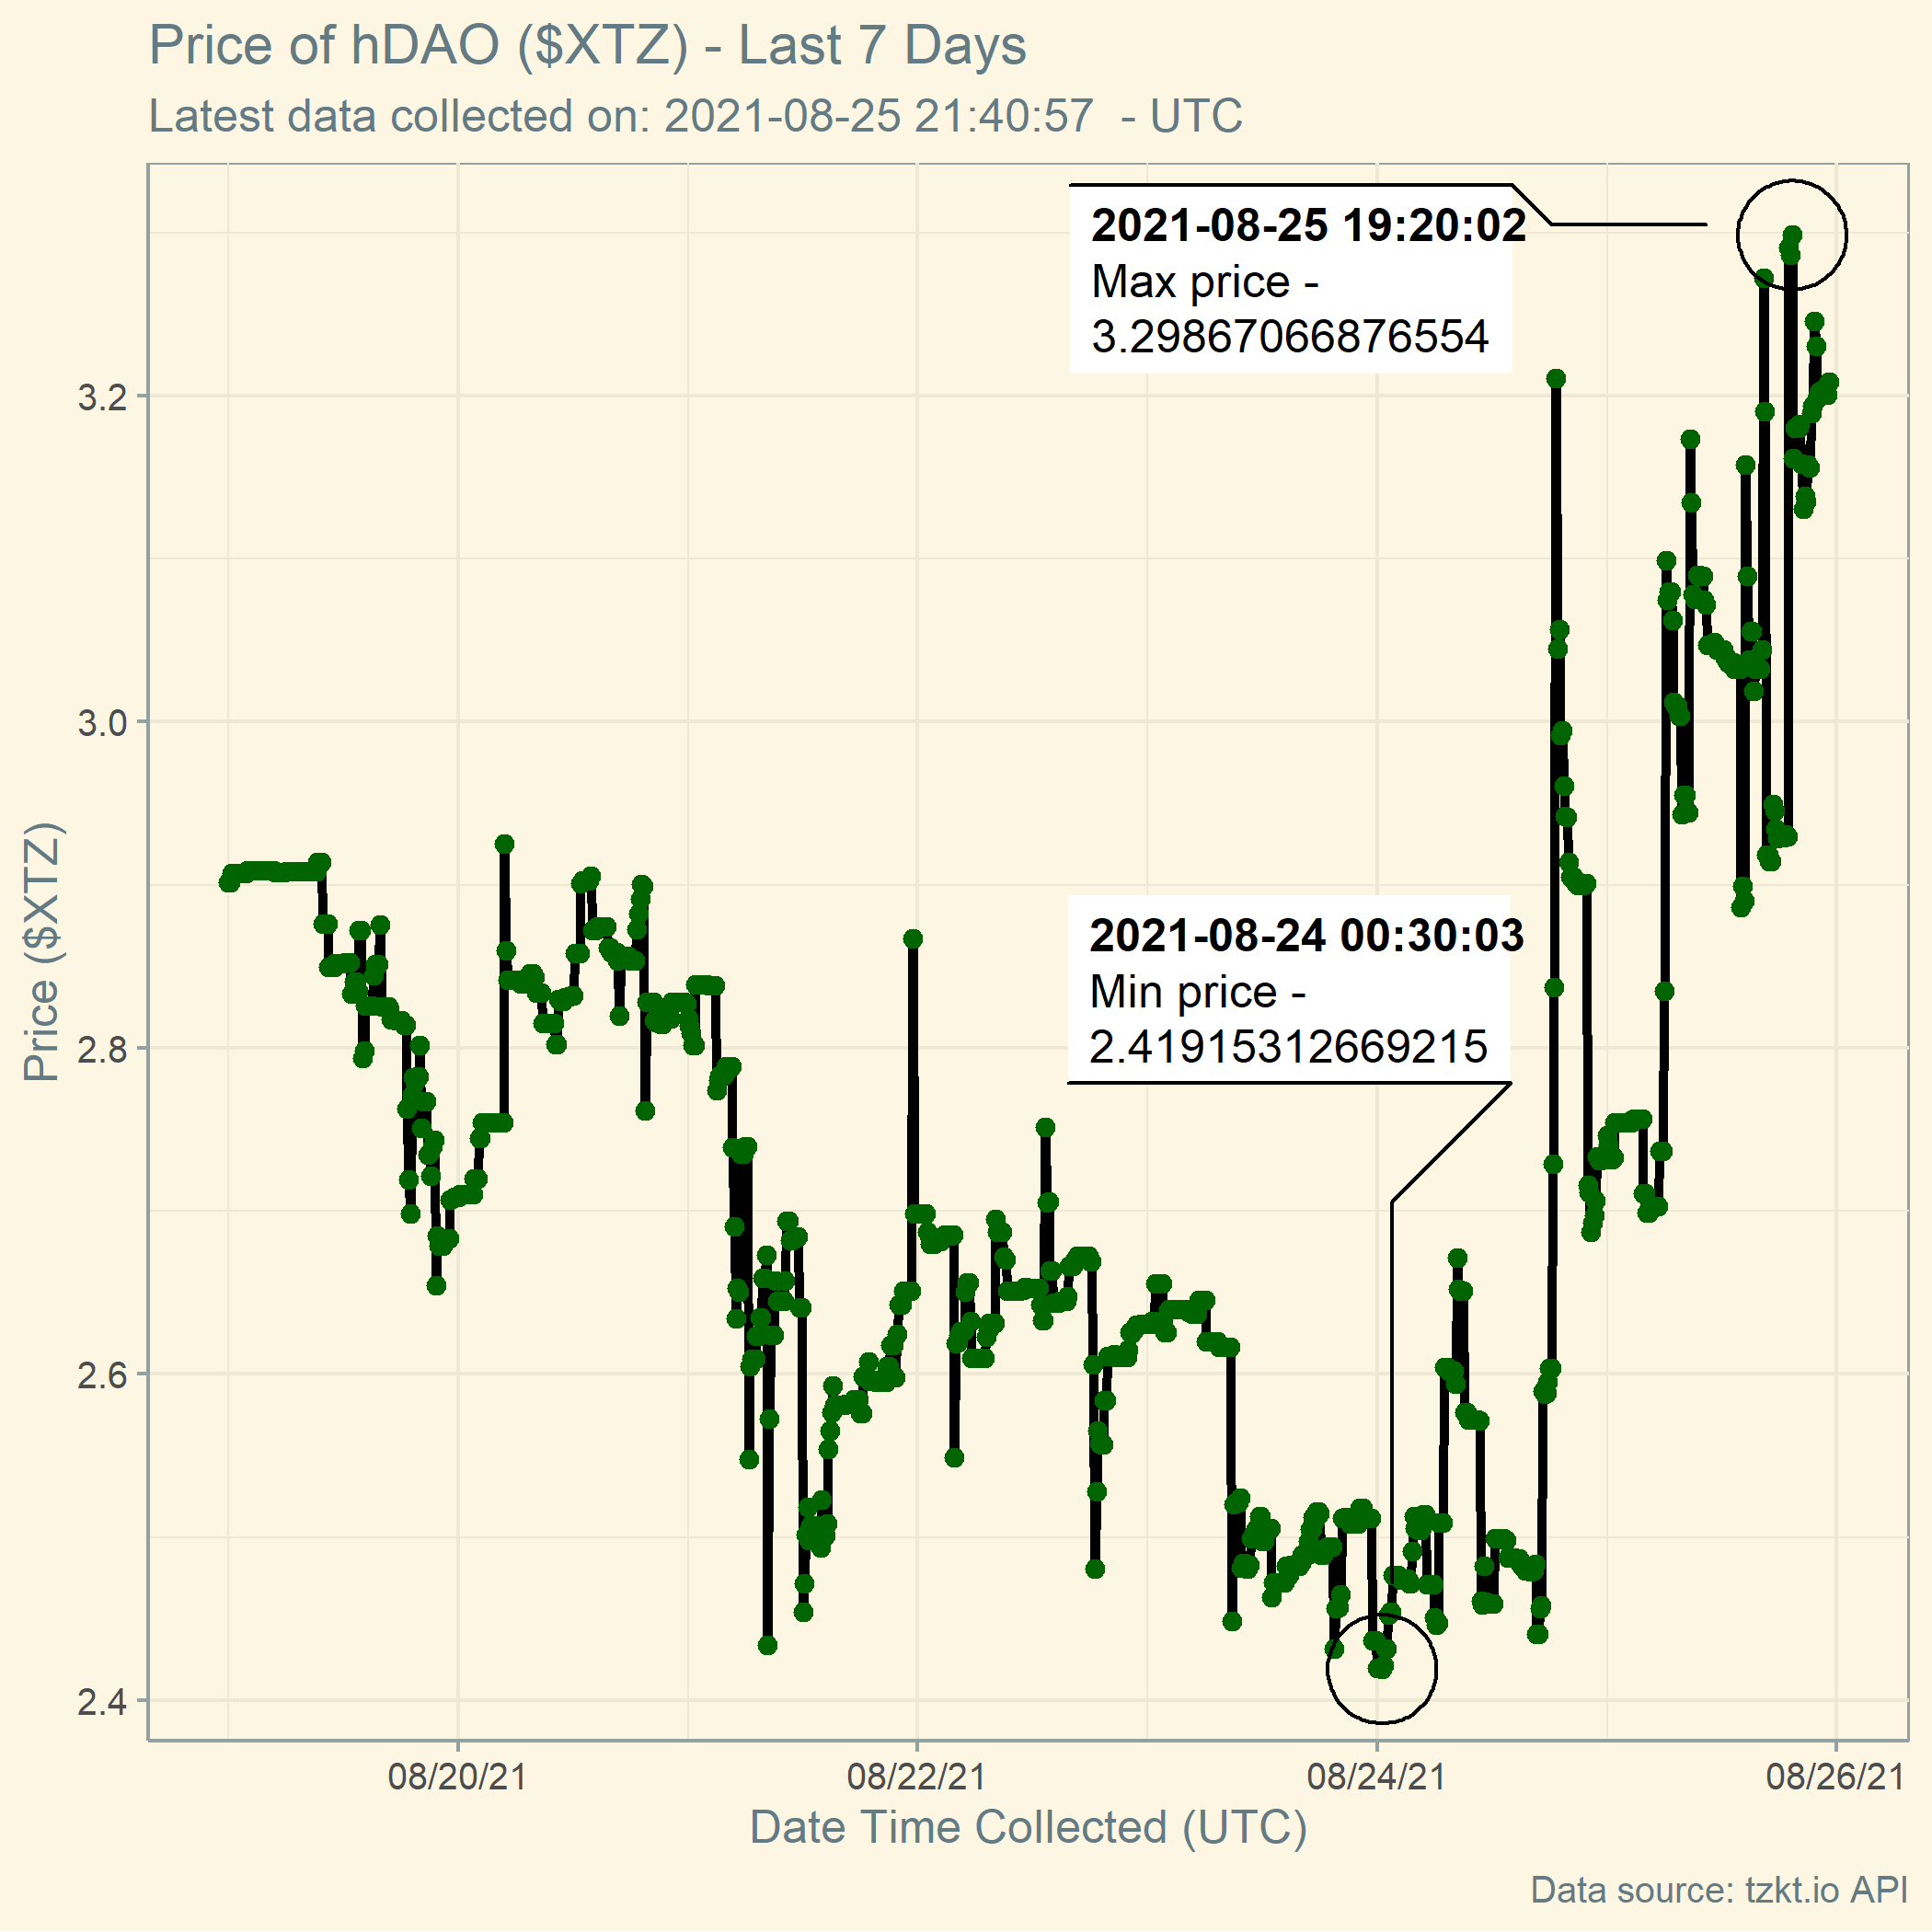 Price of hDAO ($XTZ) - Last 7 Days
Latest data collected on: 2021-08-25 21:40:57  - UTC
2021-08-25 19:20:02
Max price -
3.29867066876554
3.2
3.0
2021-08-24 00:30:03
Min price -
2.41915312669215
2.8
2.6
2.4
Price ($XTZ)
08/20/21
08/22/21
08/24/21
08/26/21
Date Time Collected (UTC)
Data source: tzkt.io API